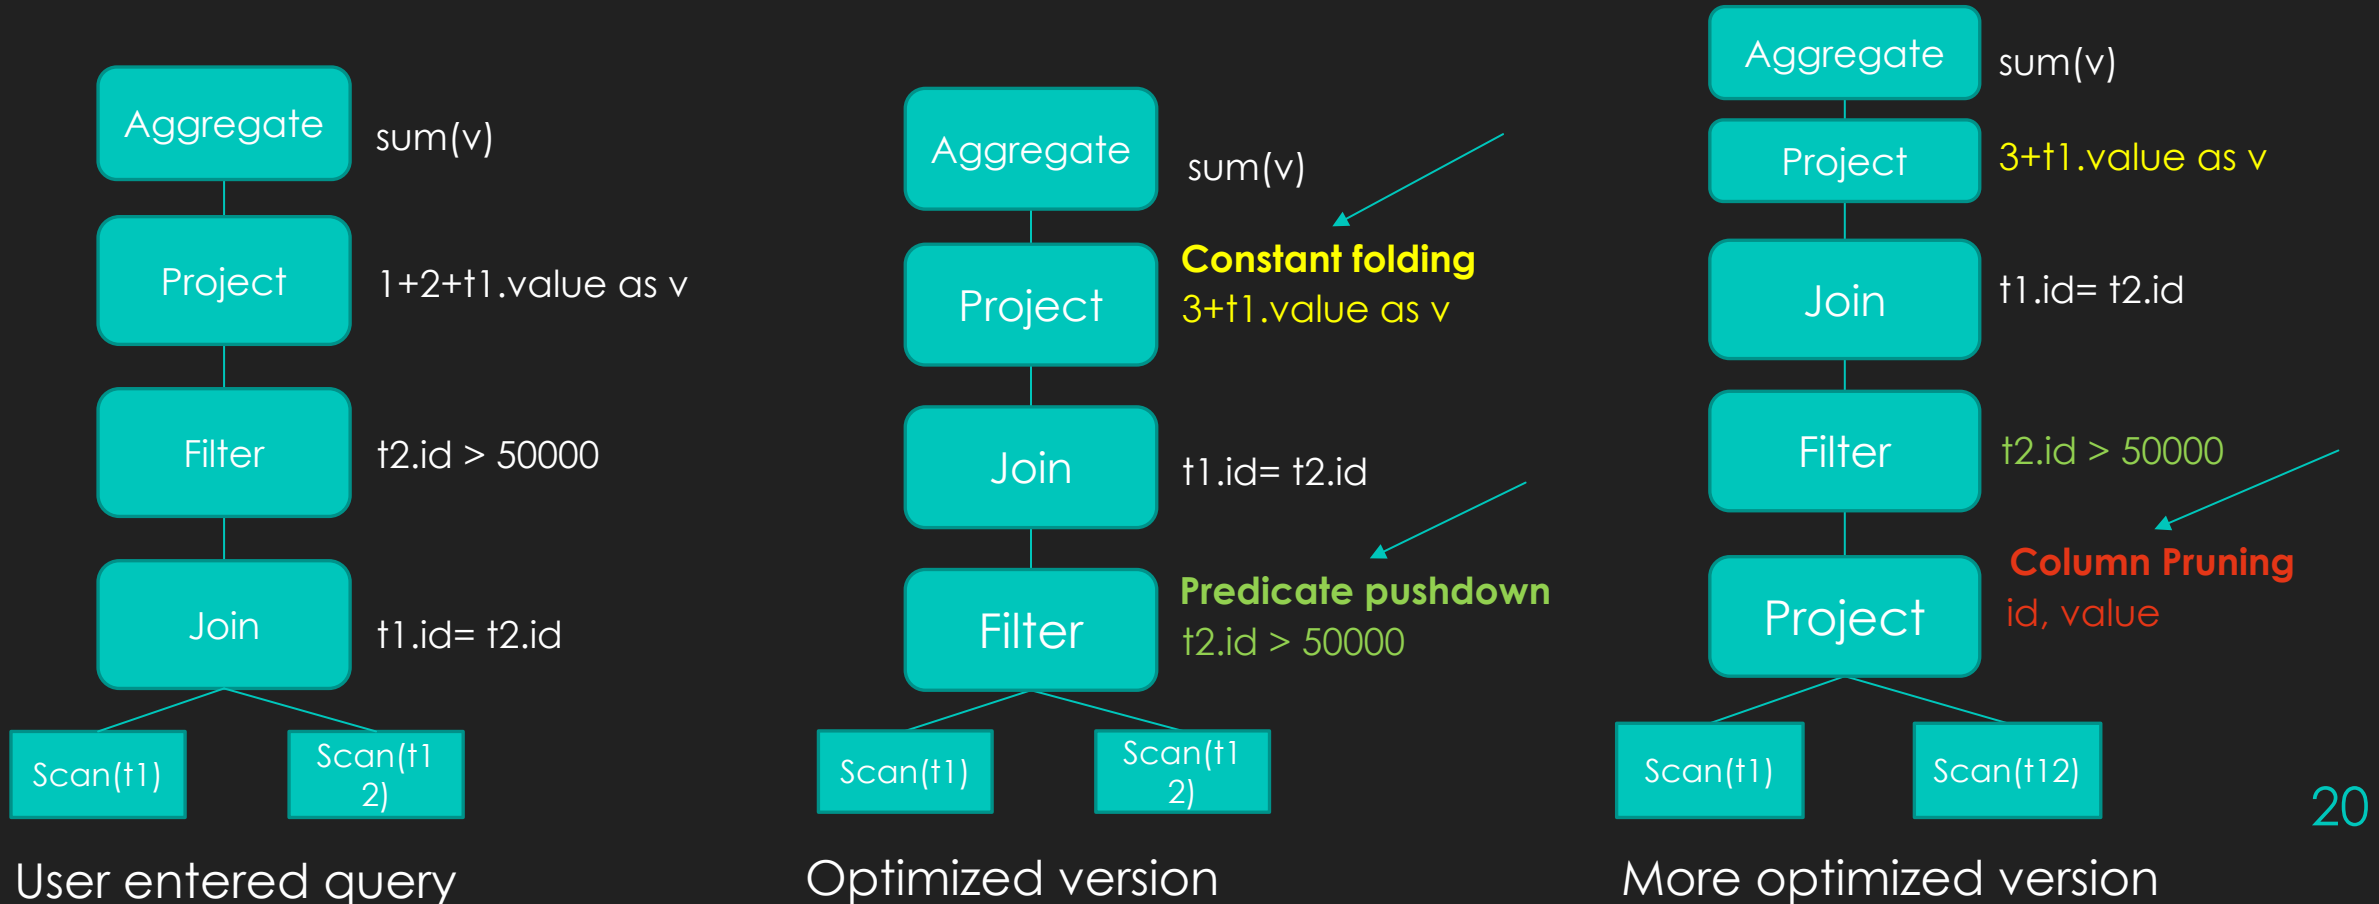 Aggregate
sum(v)
Project
1+2+t1.value as v
Filter
t2.id > 50000
Join
t1.id= t2.id
Scan(t1)
Scan(t1
2)
User entered query
Aggregate
sum(v)
Constant folding
Project
3+t1.value as v
Join
t1.id= t2.id
Predicate pushdown
Filter
t2.id > 50000
Scan(t1)
Scan(t1
2)
Optimized version
Aggregate
sum(v)
Project
3+t1.value as v
Join
t1.id= t2.id
Filter
t2.id > 50000
Column Pruning
Project
id, value
Scan(t1)
Scan(t12)
More optimized version
20